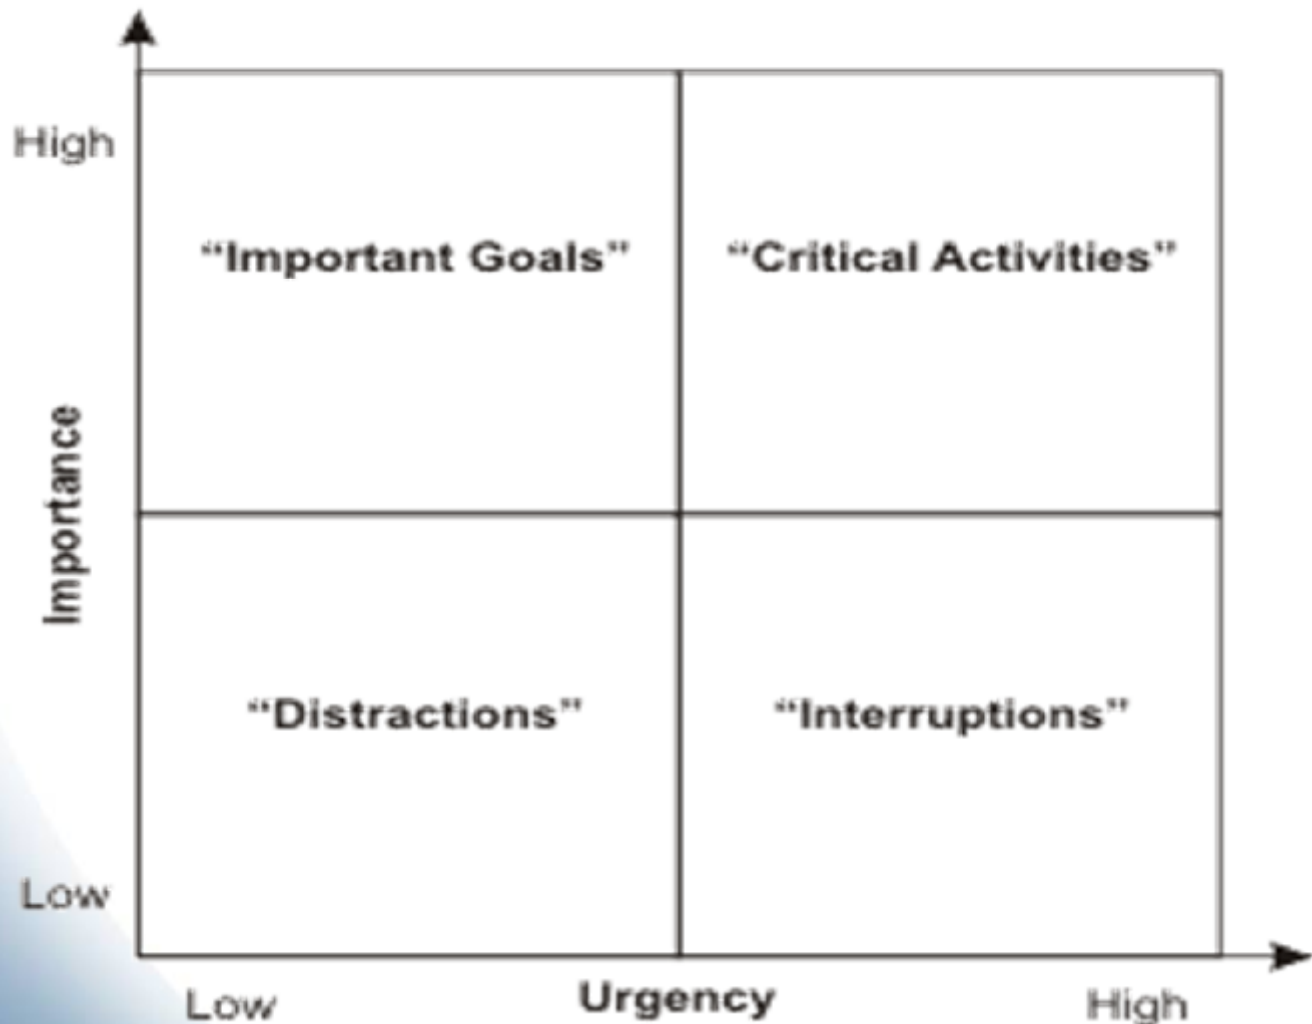 High
“Important Goals” “Critical Activities”
Importance
“Distractions” “Interruptions”
Low
Low Urgency High